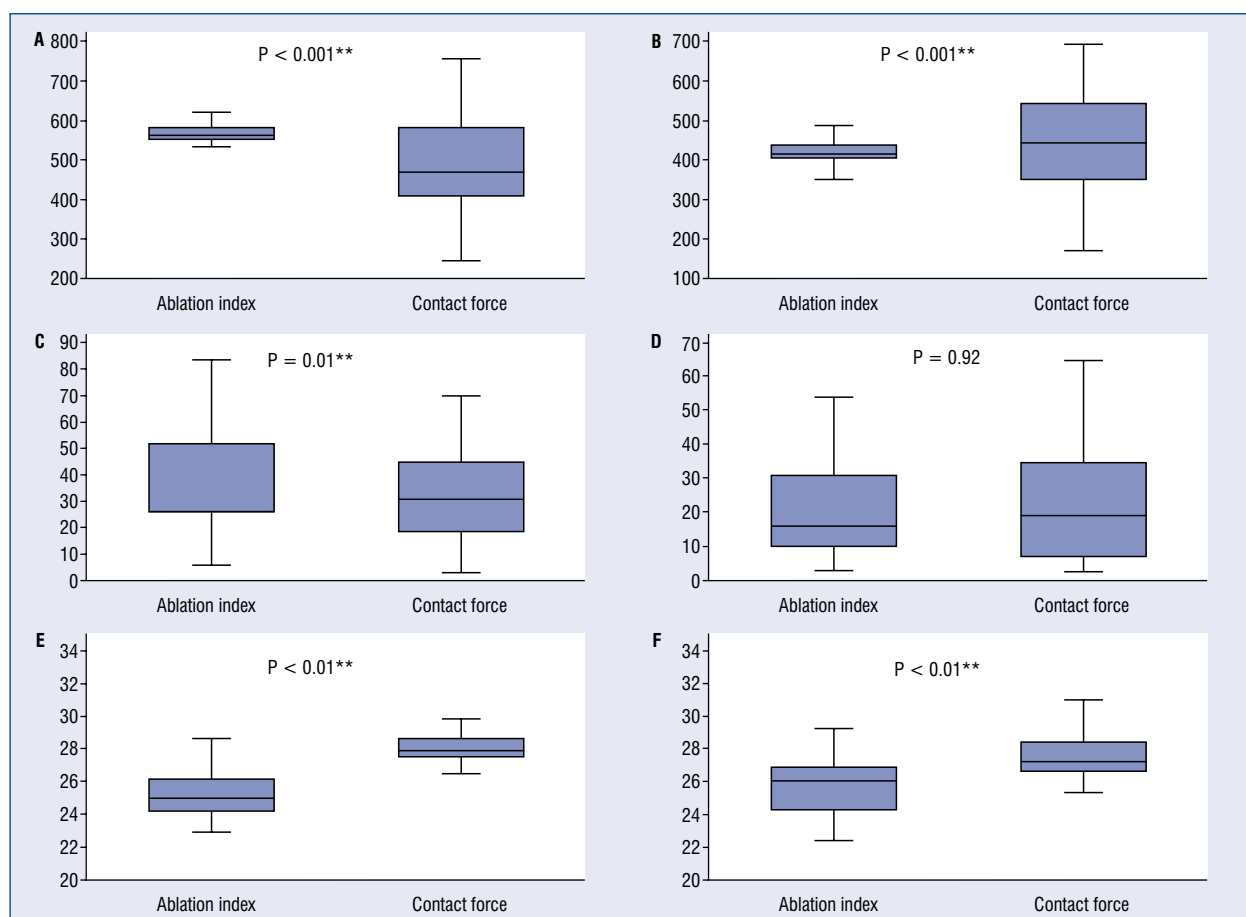 A
P < 0.001**
800
700
600
500
400
300
200
Ablation index
Contact force
B
P < 0.001**
700
600
500
400
300
200
100
Ablation index
Contact force
C
P = 0.01**
90
80
70
60
50
40
30
20
10
0
Ablation index
Contact force
D
P = 0.92
70
60
50
40
30
20
10
0
Ablation index
Contact force
E
P < 0.01**
34
32
30
28
26
24
22
20
Ablation index
Contact force
F
P < 0.01**
34
32
30
28
26
24
22
20
Ablation index
Contact force